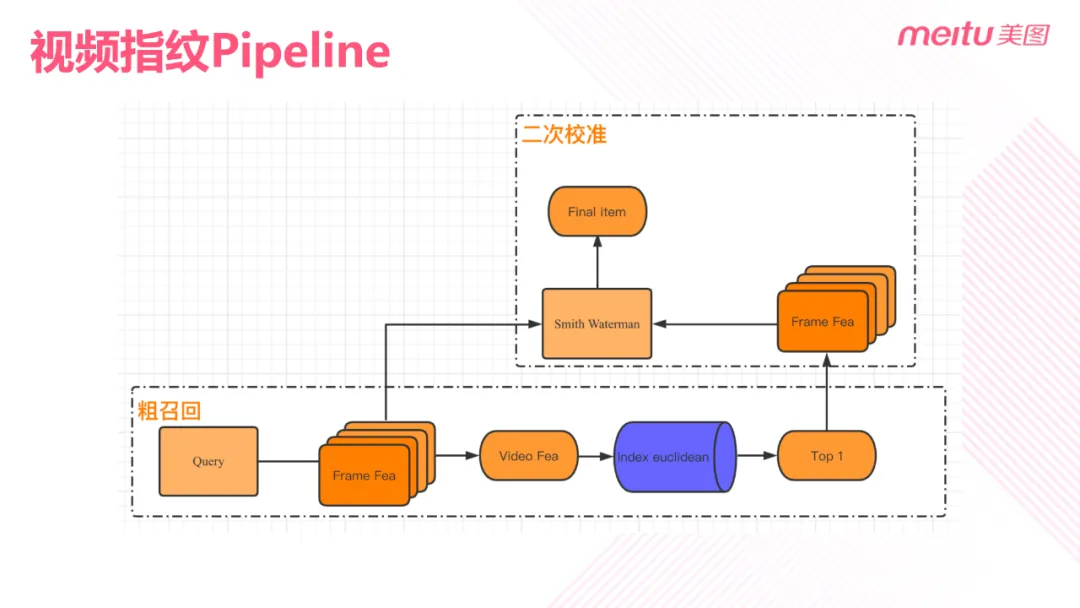 视频指纹Pipeline
meitu 美图
二次校准
Final item
Smith Waterman
Frame Fea
粗召回
Query
Frame Fea
Video Fea
Index euclidean
Top 1